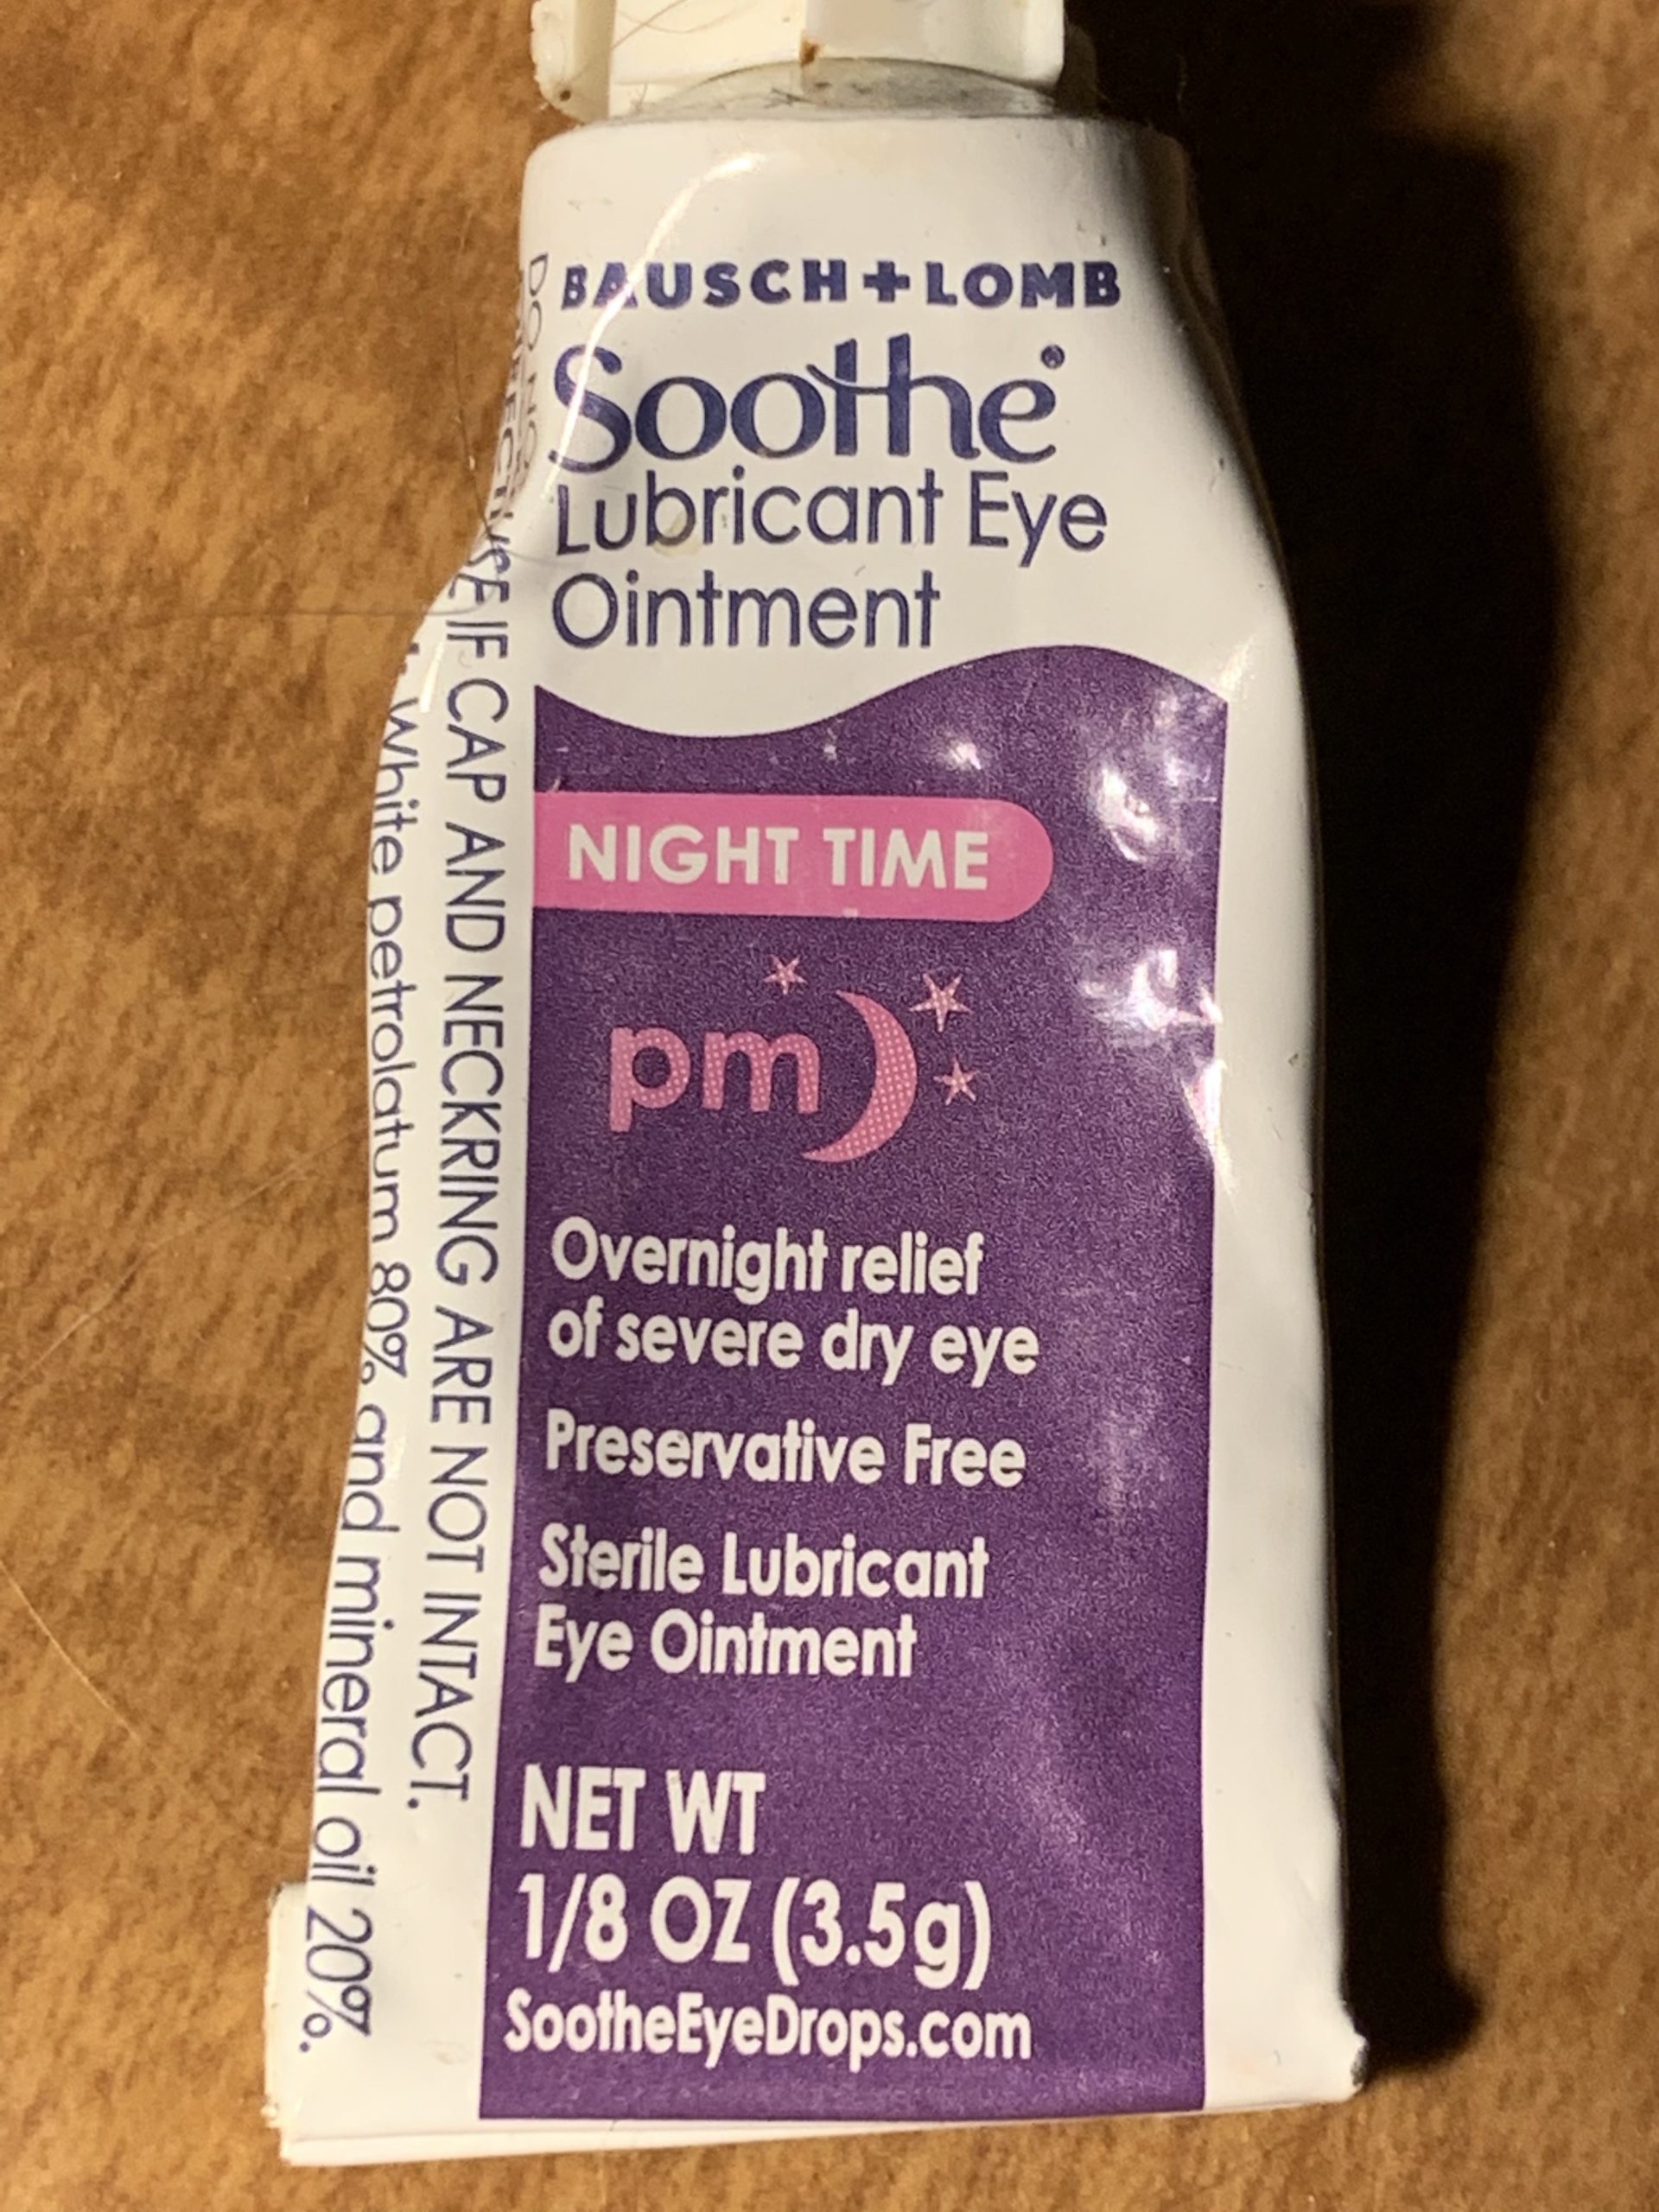 BAUSCH+LOMB
Soothe®
Lubricant Eye
Ointment
NIGHT TIME
pm
Overnight relief
of severe dry eye
Preservative Free
Sterile Lubricant
Eye Ointment
NET WT
1/8 OZ (3.5g)
SootheEyeDrops.com
IF CAP AND NECKRING ARE NOT INTACT.
White petrolatum 80% and mineral oil 20%.